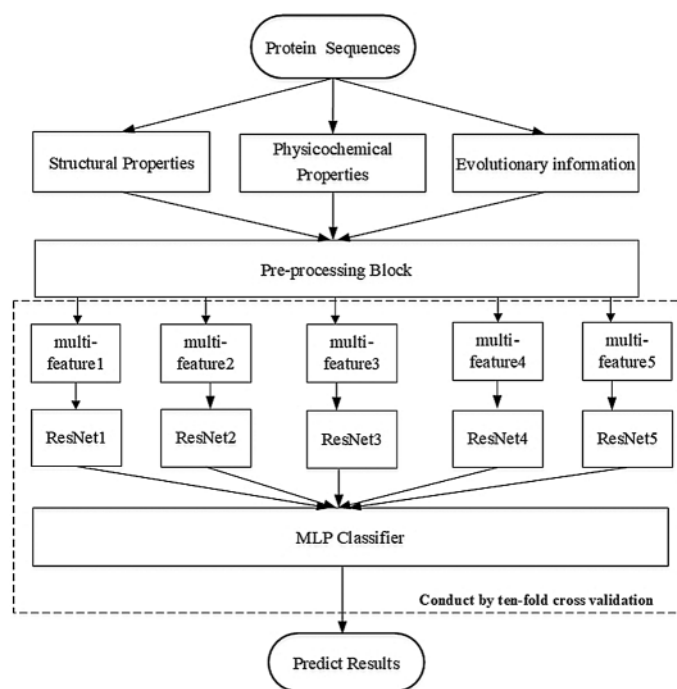 Protein Sequences
Structural Properties
Physicochemical
Properties
Evolutionary information
Pre-processing Block
multi-
feature1
multi-
feature2
multi-
feature3
multi-
feature4
multi-
feature5
ResNet1
ResNet2
ResNet3
ResNet4
ResNet5
MLP Classifier
Conduct by ten-fold cross validation
Predict Results